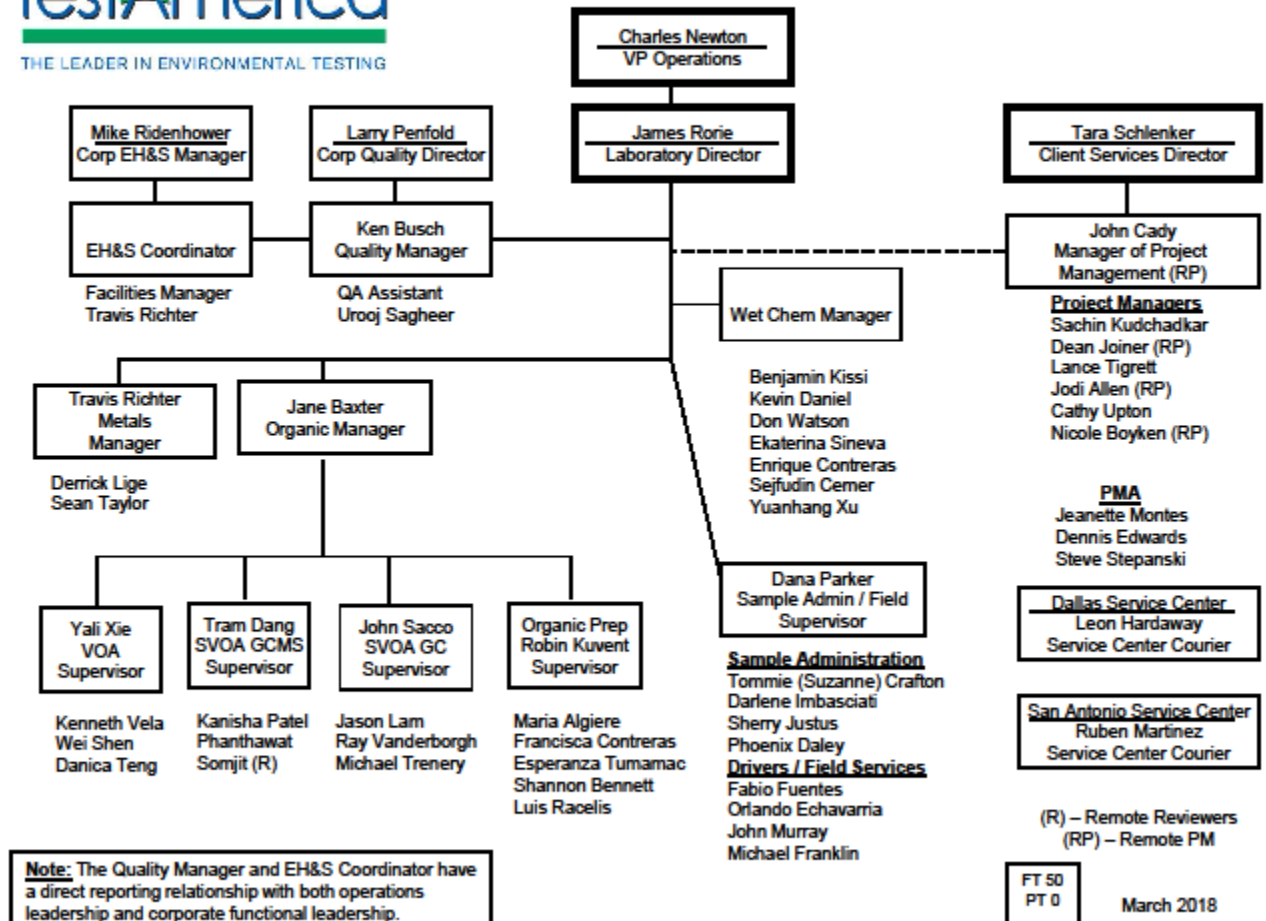 TestAmerica
THE LEADER IN ENVIRONMENTAL TESTING
Charles Newton
VP Operations
Mike Ridenhower
Corp EH&S Manager
Larry Penfold
Corp Quality Director
James Rorie
Laboratory Director
Tara Schlenker
Client Services Director
EH&S Coordinator
Facilities Manager
Travis Richter
Ken Busch
Quality Manager
QA Assistant
Urooj Sagheer
John Cady
Manager of Project
Management (RP)
Project Managers
Sachin Kudchadkar
Dean Joiner (RP)
Lance Tigrett
Jodi Allen (RP)
Cathy Upton
Nicole Boyken (RP)
PMA
Jeanette Montes
Dennis Edwards
Steve Stepanski
Dallas Service Center
Leon Hardaway
Service Center Courier
San Antonio Service Center
Ruben Martinez
Service Center Courier
(R) – Remote Reviewers
(RP) – Remote PM
Wet Chem Manager
Benjamin Kissi
Kevin Daniel
Don Watson
Ekaterina Sineva
Enrique Contreras
Sejfudin Cemer
Yuanhang Xu
Travis Richter
Metals
Manager
Derrick Lige
Sean Taylor
Jane Baxter
Organic Manager
Yali Xie
VOA
Supervisor
Kenneth Vela
Wei Shen
Danica Teng
Tram Dang
SVOA GCMS
Supervisor
Kanisha Patel
Phanthawat
Somjit (R)
John Sacco
SVOA GC
Supervisor
Jason Lam
Ray Vanderborgh
Michael Trenery
Organic Prep
Robin Kuvent
Supervisor
Maria Algiere
Francisca Contreras
Esperanza Tumamac
Shannon Bennett
Luis Racelis
Dana Parker
Sample Admin / Field
Supervisor
Sample Administration
Tommie (Suzanne) Crafton
Darlene Imbasciati
Sherry Justus
Phoenix Daley
Drivers / Field Services
Fabio Fuentes
Orlando Echavarria
John Murray
Michael Franklin
Note: The Quality Manager and EH&S Coordinator have
a direct reporting relationship with both operations
leadership and corporate functional leadership.
FT 50
PT 0
March 2018